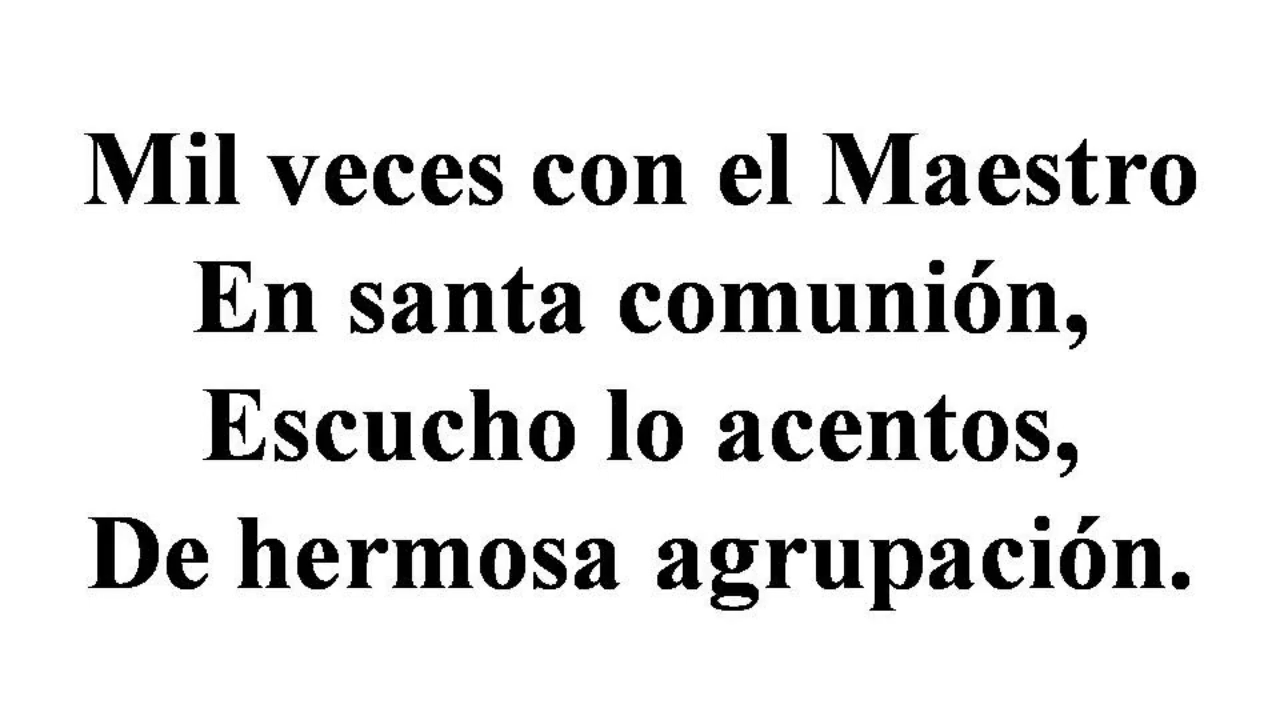 Mil veces con el Maestro
En santa comunión,
Escucho lo acentos,
De hermosa agrupación.